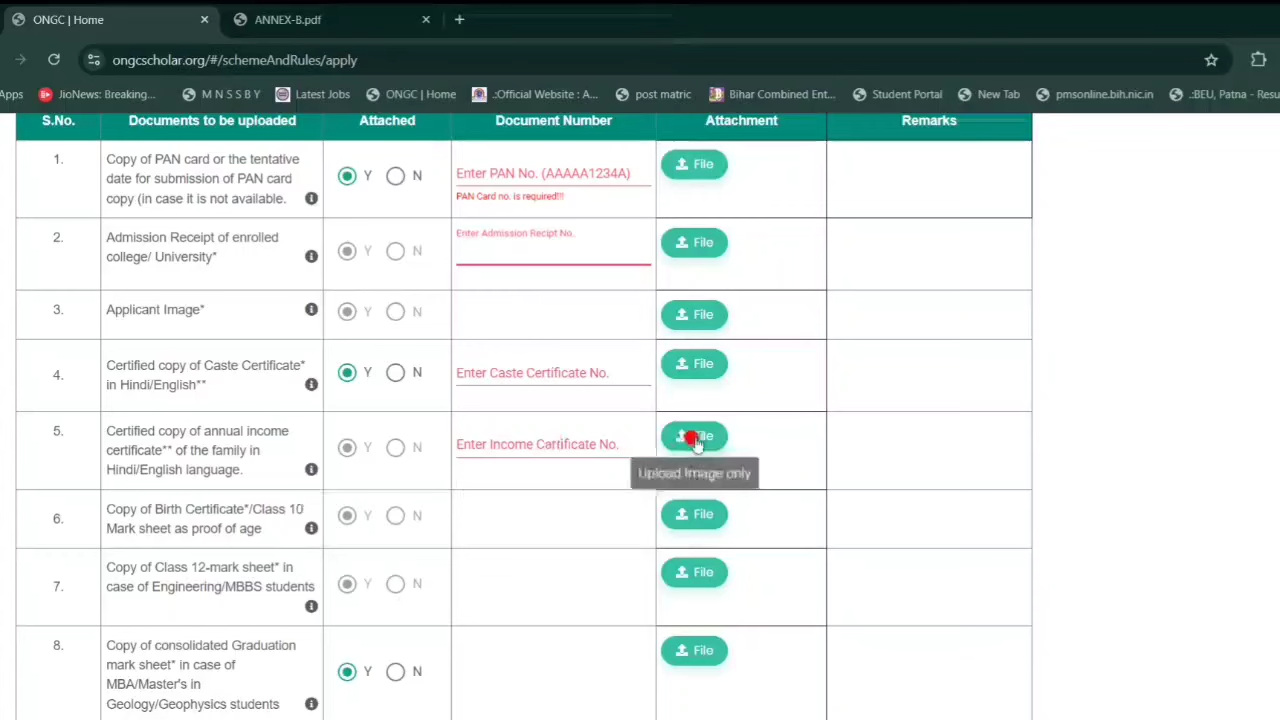 ONGC | Home
ANNEX-B.pdf
ongcscholar.org/#/schemeAndRules/apply
Apps
JioNews: Breaking...
M N S S B Y
Latest Jobs
ONGC | Home
.:Official Website : A...
post matric
Bihar Combined Ent...
Student Portal
New Tab
pmsonline.bih.nic.in
.:BEU, Patna - Resu
S.No.
Documents to be uploaded
Attached
Document Number
Attachment
Remarks
1.
Copy of PAN card or the tentative
date for submission of PAN card
copy (in case it is not available.
Y
N
Enter PAN No. (AAAAA1234A)
PAN Card no. is required!!!
File
2.
Admission Receipt of enrolled
college/ University*
Y
N
Enter Admission Recipt No.
File
3.
Applicant Image*
Y
N
File
4.
Certified copy of Caste Certificate*
in Hindi/English**
Y
N
Enter Caste Certificate No.
File
5.
Certified copy of annual income
certificate** of the family in
Hindi/English language.
Y
N
Enter Income Cartificate No.
Upload Image only
6.
Copy of Birth Certificate*/Class 10
Mark sheet as proof of age
Y
N
File
7.
Copy of Class 12-mark sheet* in
case of Engineering/MBBS students
Y
N
File
8.
Copy of consolidated Graduation
mark sheet* in case of
MBA/Master's in
Geology/Geophysics students
Y
N
File